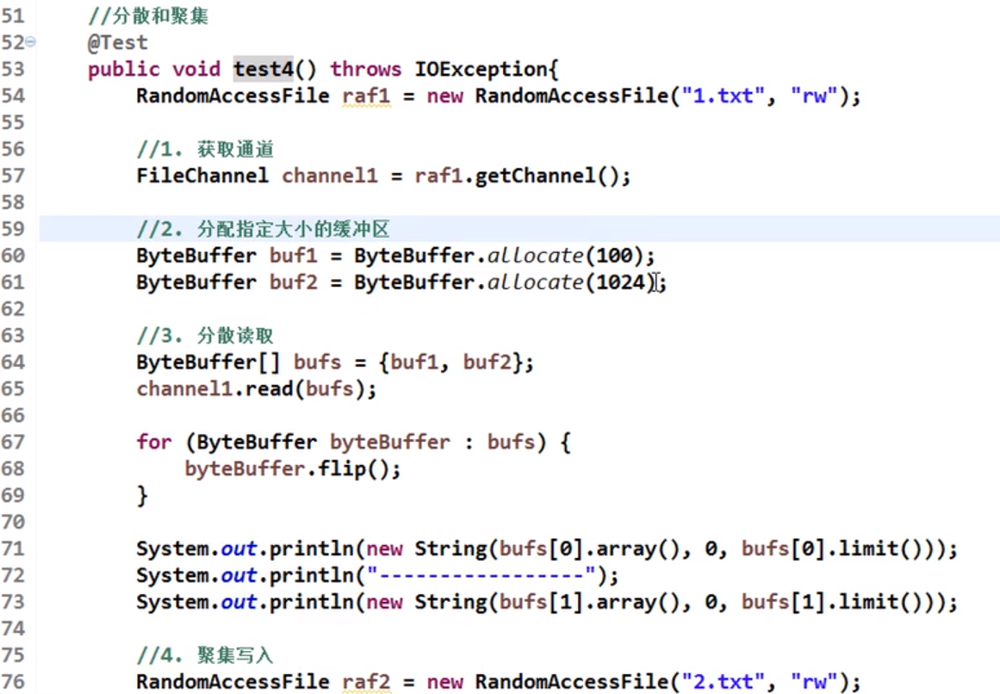 51 //分散和聚集
52 @Test
53 public void test4() throws IOException{
54 RandomAccessFile raf1 = new RandomAccessFile("1.txt", "rw");
55
56 //1. 获取通道
57 FileChannel channel1 = raf1.getChannel();
58
59 //2. 分配指定大小的缓冲区
60 ByteBuffer buf1 = ByteBuffer.allocate(100);
61 ByteBuffer buf2 = ByteBuffer.allocate(1024);
62
63 //3. 分散读取
64 ByteBuffer[] bufs = {buf1, buf2};
65 channel1.read(bufs);
66
67 for (ByteBuffer byteBuffer : bufs) {
68 byteBuffer.flip();
69 }
70
71 System.out.println(new String(bufs[0].array(), 0, bufs[0].limit()));
72 System.out.println("-----------------");
73 System.out.println(new String(bufs[1].array(), 0, bufs[1].limit()));
74
75 //4. 聚集写入
76 RandomAccessFile raf2 = new RandomAccessFile("2.txt", "rw");